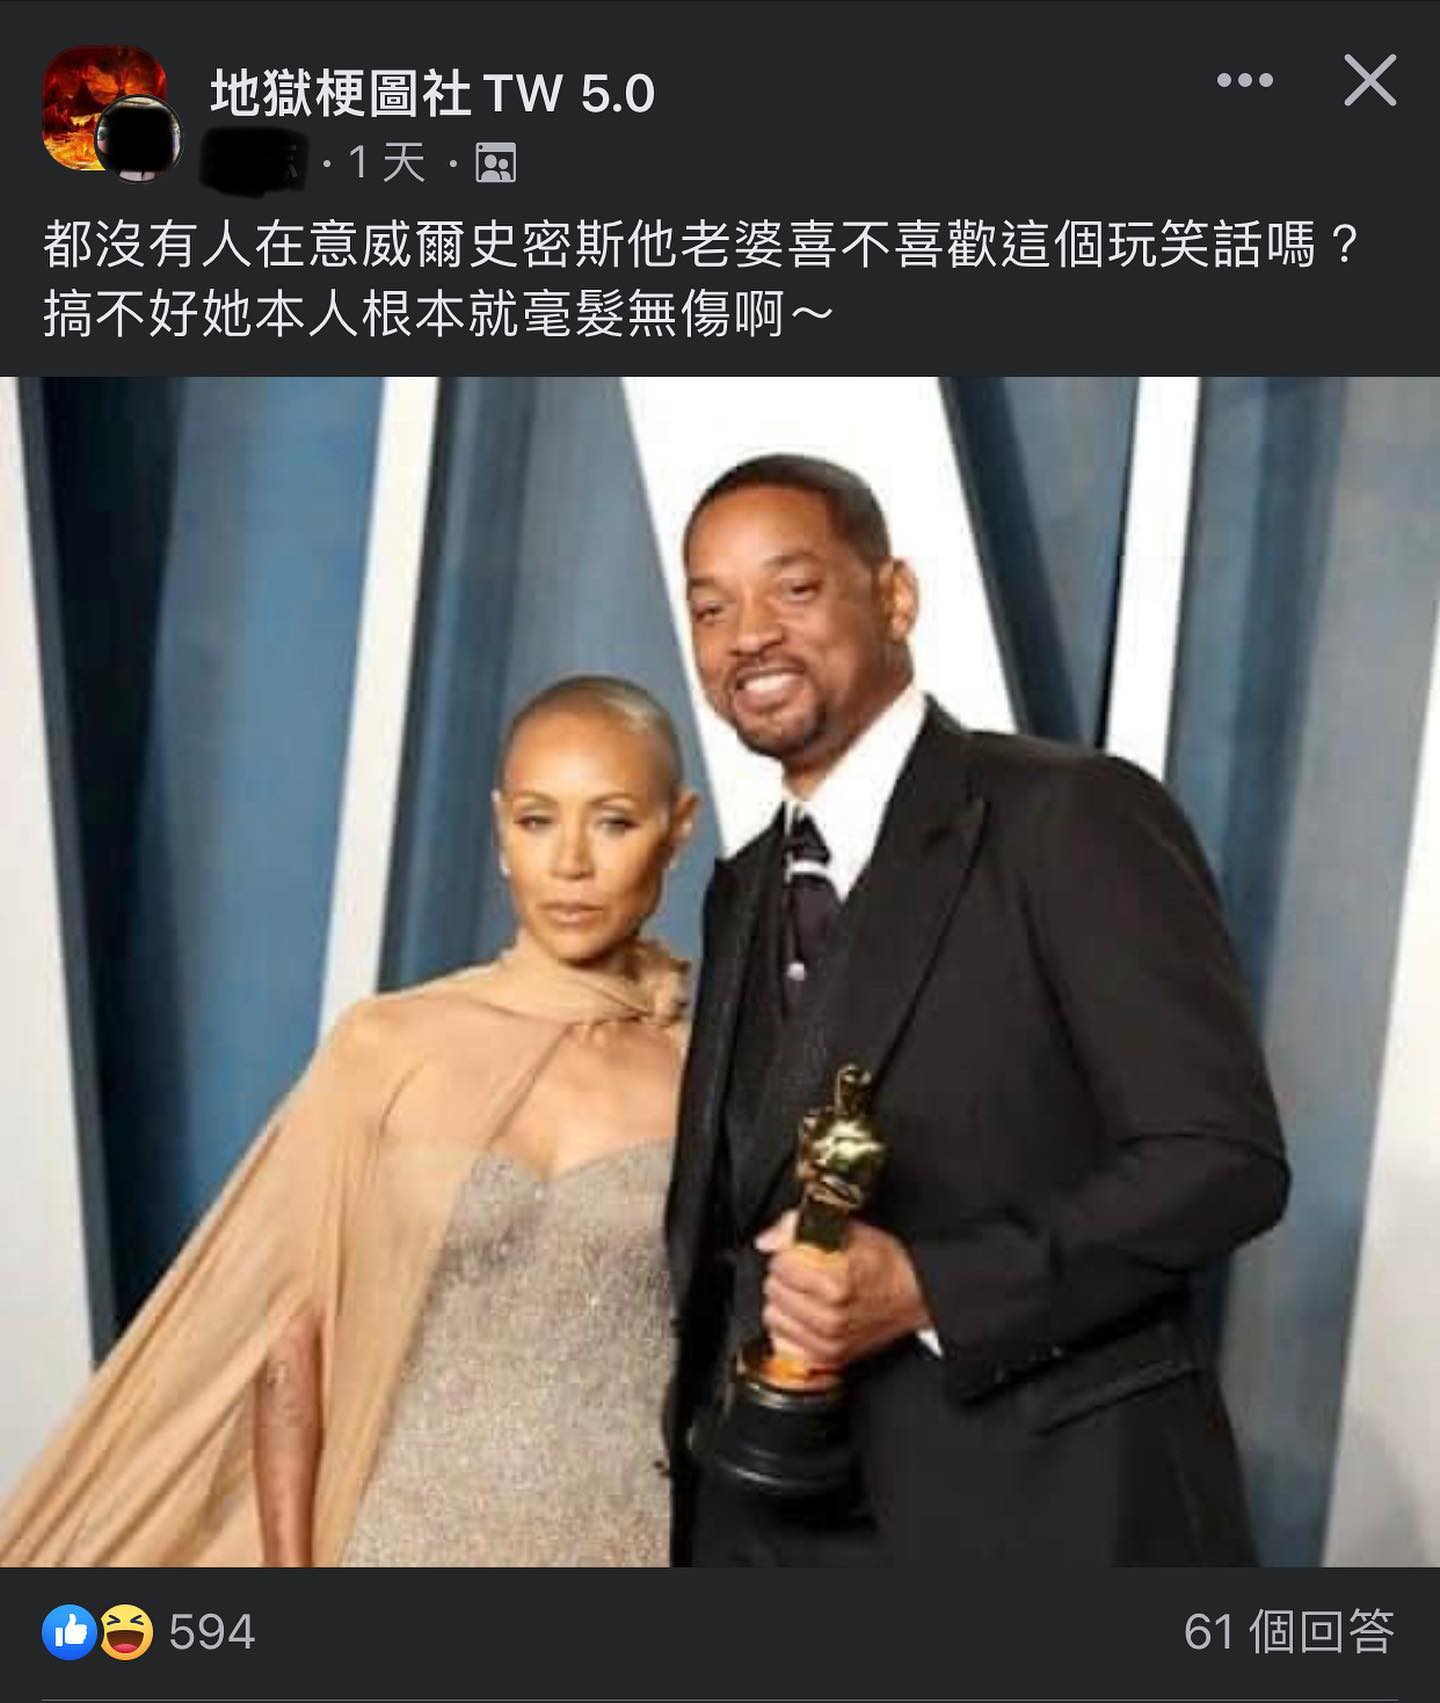 地獄梗圖社 TW 5.0
· 1 天 ·
都沒有人在意威爾史密斯他老婆喜不喜歡這個玩笑話嗎？
搞不好她本人根本就毫髮無傷啊～
594
61 個回答